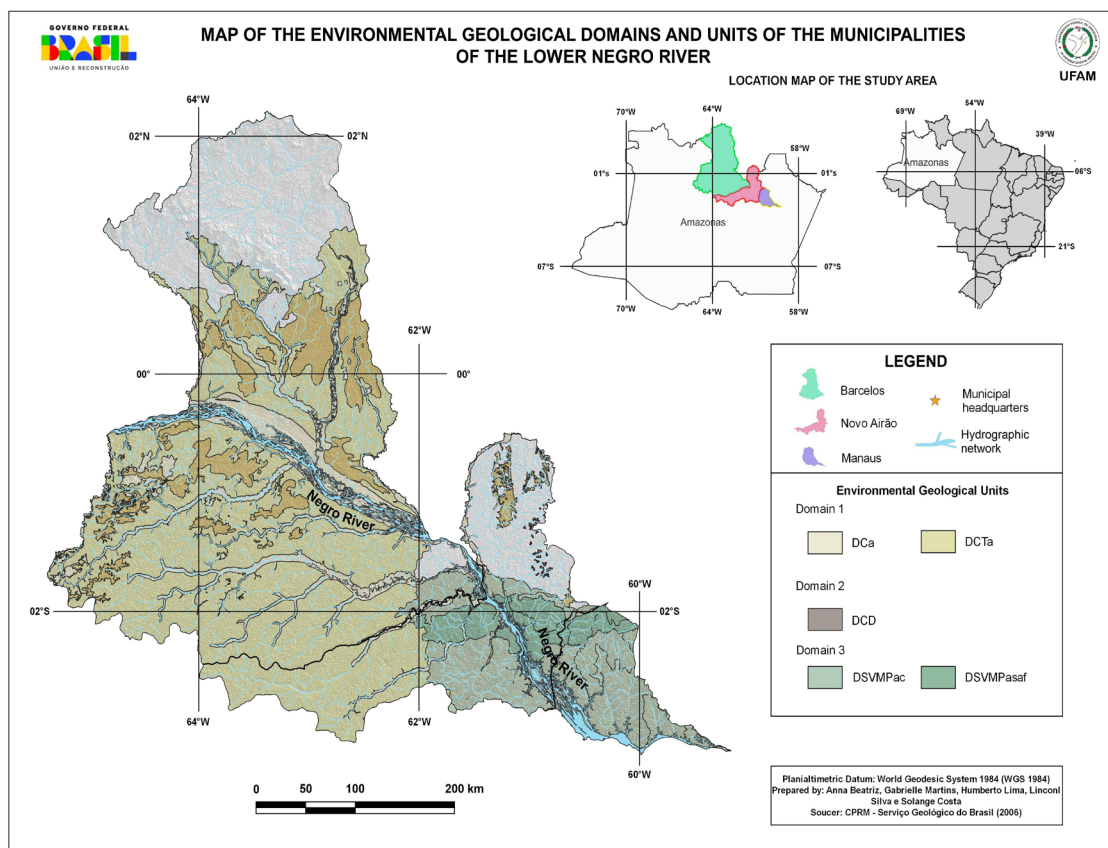 GOVERNO FEDERAL
BRASIL
UNIÃO E RECONSTRUÇÃO
MAP OF THE ENVIRONMENTAL GEOLOGICAL DOMAINS AND UNITS OF THE MUNICIPALITIES
OF THE LOWER NEGRO RIVER
UFAM
LOCATION MAP OF THE STUDY AREA
70°W
64°W
58°W
01°s
01°s
Amazonas
07°S
07°S
70°W
64°W
58°W
69°W
54°W
39°W
Amazonas
06°S
21°S
64°W
02°N
02°N
62°W
00°
00°
Negro River
60°W
02°S
02°S
Negro River
64°W
62°W
60°W
0
50
100
200 km
LEGEND
Barcelos
Municipal
headquarters
Novo Airão
Hydrographic
network
Manaus
Environmental Geological Units
Domain 1
DCa
DCTa
Domain 2
DCD
Domain 3
DSVMPac
DSVMPasaf
Planialtimetric Datum: World Geodesic System 1984 (WGS 1984)
Prepared by: Anna Beatriz, Gabrielle Martins, Humberto Lima, Linconl
Silva e Solange Costa
Soucer: CPRM - Serviço Geológico do Brasil (2006)